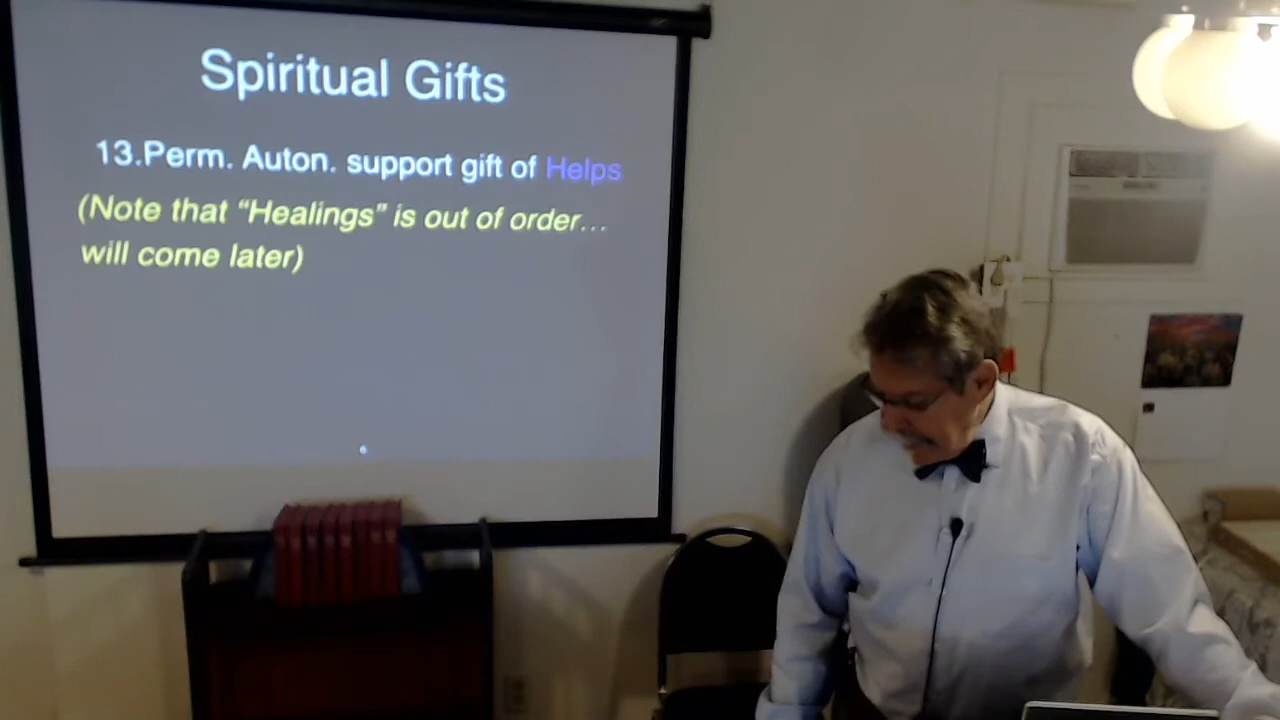 Spiritual Gifts
13.Perm. Auton. support gift of Helps
(Note that “Healings” is out of order…
will come later)